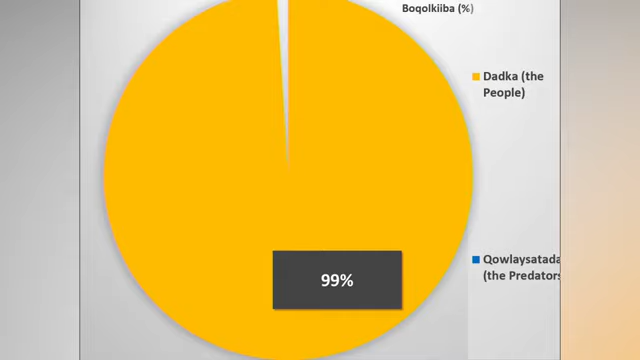 Boqolkiiba (%)
Dadka (the
People)
99%
Qowlaysatada
(the Predators